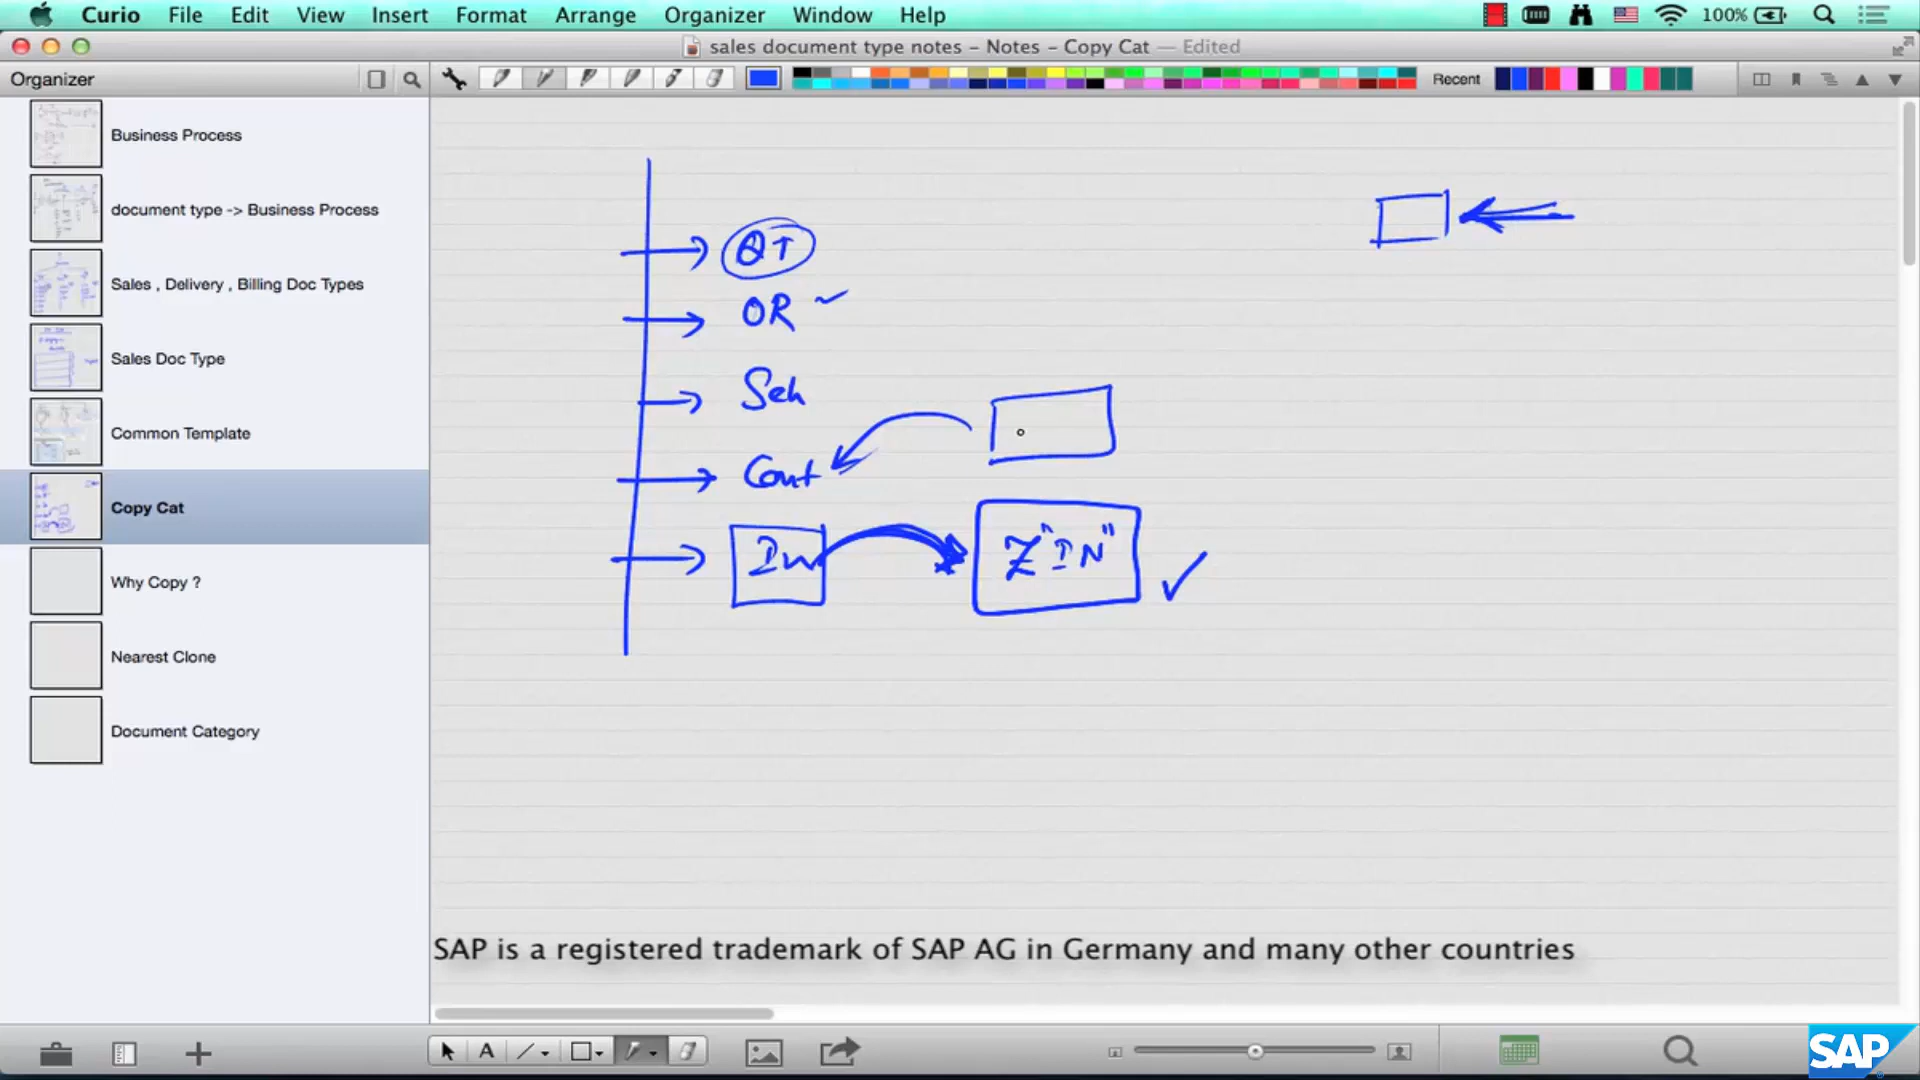 Curio File Edit View Insert Format Arrange Organizer Window Help 100%
sales document type notes – Notes – Copy Cat — Edited
Organizer
Recent
Business Process
document type -> Business Process
Sales , Delivery , Billing Doc Types
Sales Doc Type
Common Template
Copy Cat
Why Copy ?
Nearest Clone
Document Category
QT
OR
Sch
Cont
In
Z"IN"
SAP is a registered trademark of SAP AG in Germany and many other countries
A
SAP